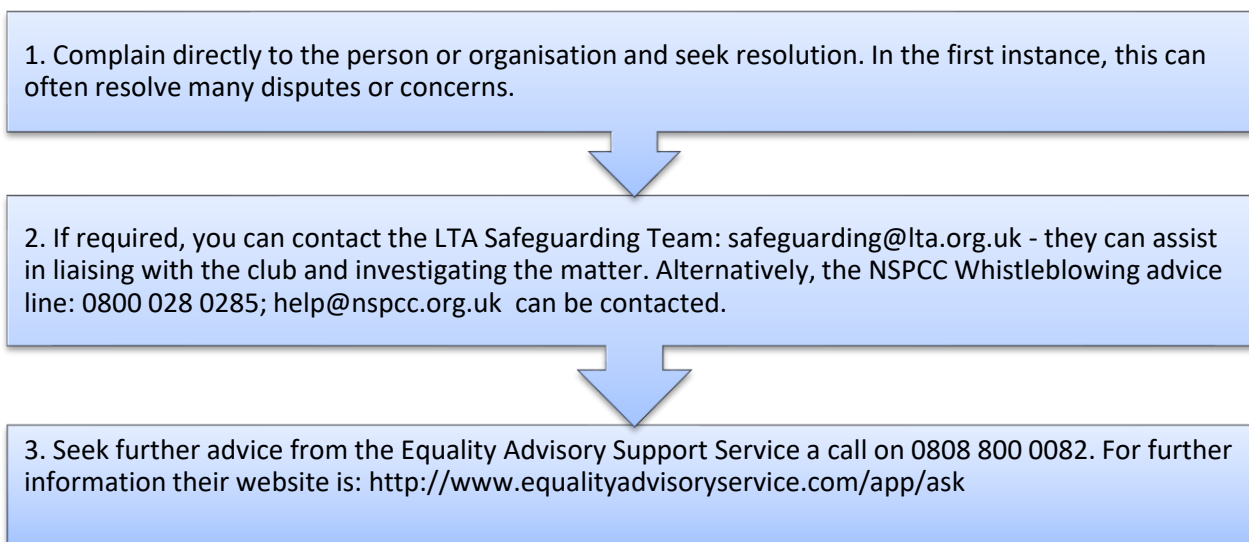 1. Complain directly to the person or organisation and seek resolution. In the first instance, this can
often resolve many disputes or concerns.
2. If required, you can contact the LTA Safeguarding Team: safeguarding@lta.org.uk - they can assist
in liaising with the club and investigating the matter. Alternatively, the NSPCC Whistleblowing advice
line: 0800 028 0285; help@nspcc.org.uk  can be contacted.
3. Seek further advice from the Equality Advisory Support Service a call on 0808 800 0082. For further
information their website is: http://www.equalityadvisoryservice.com/app/ask